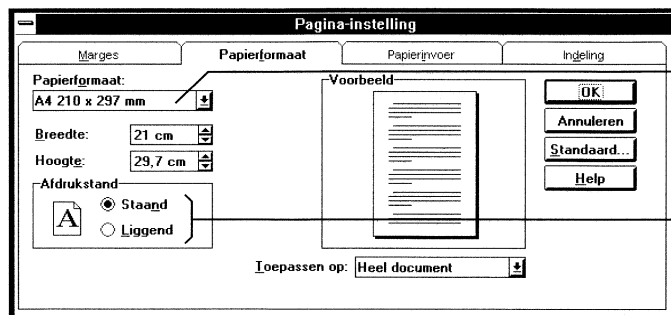 Pagina-instelling
Marges
Papierformaat
Papierinvoer
Indeling
Papierformaat:
A4 210 x 297 mm
Breedte:
21 cm
Hoogte:
29,7 cm
Afdrukstand
A
Staand
Liggend
Voorbeeld
Toepassen op:
Heel document
OK
Annuleren
Standaard...
Help